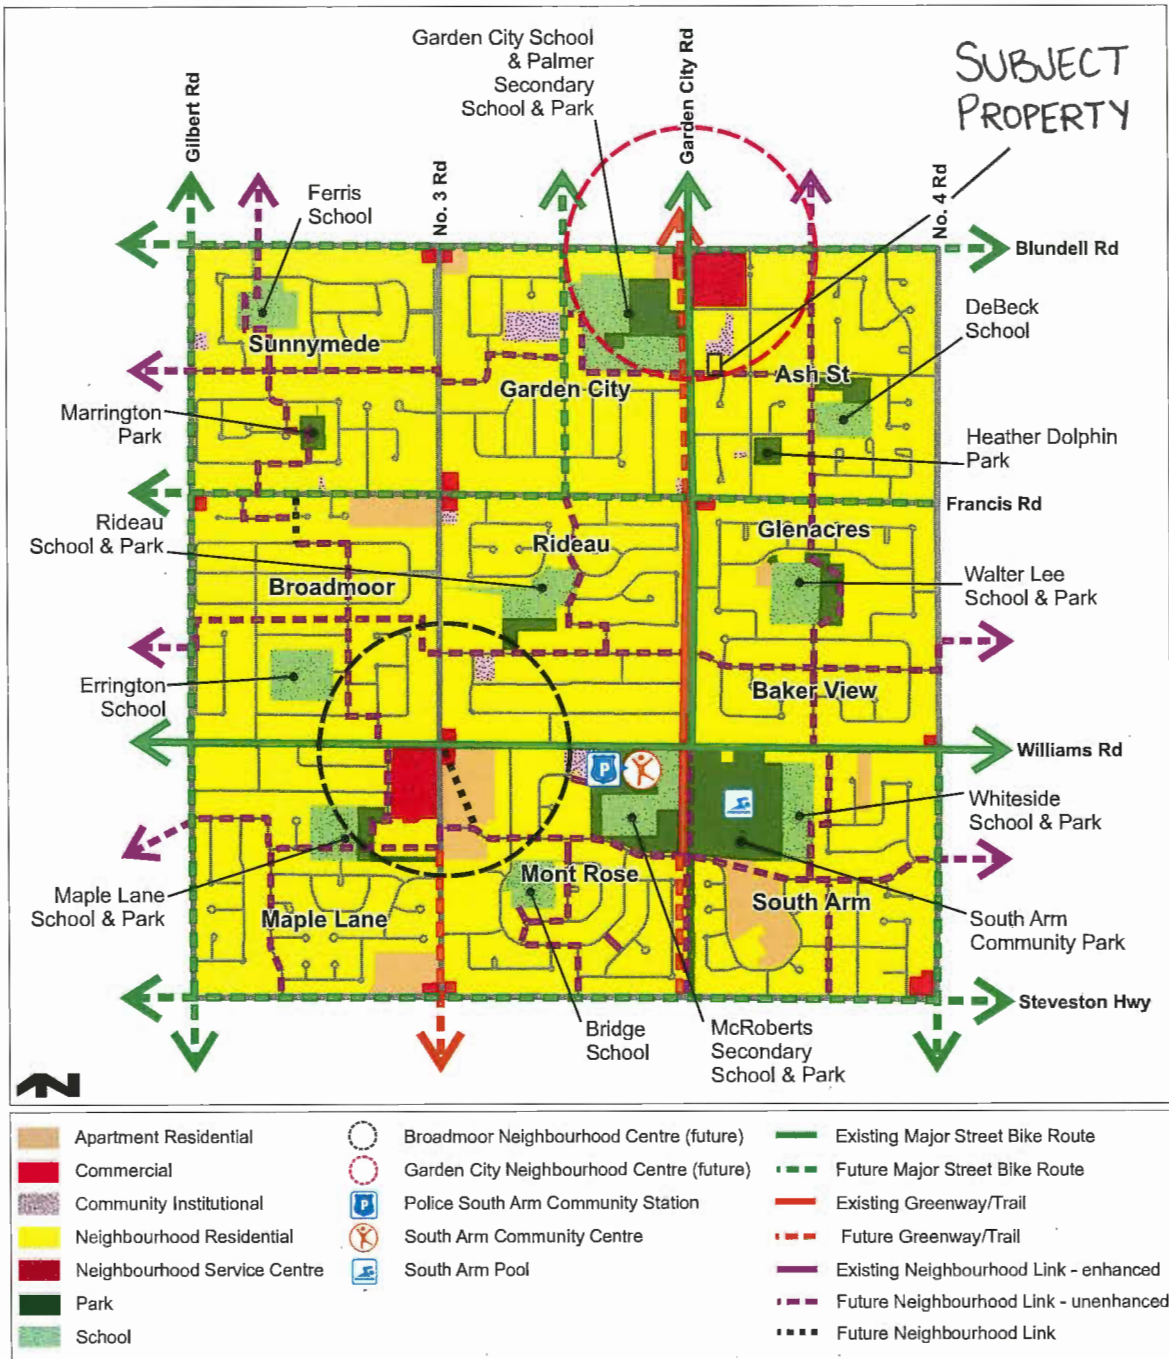 Garden City School
& Palmer
Secondary
School & Park
Garden City Rd
SUBJECT
PROPERTY
Gilbert Rd
Ferris
School
No. 3 Rd
No. 4 Rd
Blundell Rd
DeBeck
School
Sunnymede
Garden City
Ash St
Marrington
Park
Heather Dolphin
Park
Francis Rd
Rideau
School & Park
Rideau
Glenacres
Broadmoor
Walter Lee
School & Park
Errington
School
Baker View
Williams Rd
P
Whiteside
School & Park
Maple Lane
School & Park
Mont Rose
Maple Lane
South Arm
South Arm
Community Park
Steveston Hwy
Bridge
School
McRoberts
Secondary
School & Park
N
Apartment Residential
Commercial
Community Institutional
Neighbourhood Residential
Neighbourhood Service Centre
Park
School
Broadmoor Neighbourhood Centre (future)
Garden City Neighbourhood Centre (future)
P
Police South Arm Community Station
South Arm Community Centre
South Arm Pool
Existing Major Street Bike Route
Future Major Street Bike Route
Existing Greenway/Trail
Future Greenway/Trail
Existing Neighbourhood Link - enhanced
Future Neighbourhood Link - unenhanced
Future Neighbourhood Link